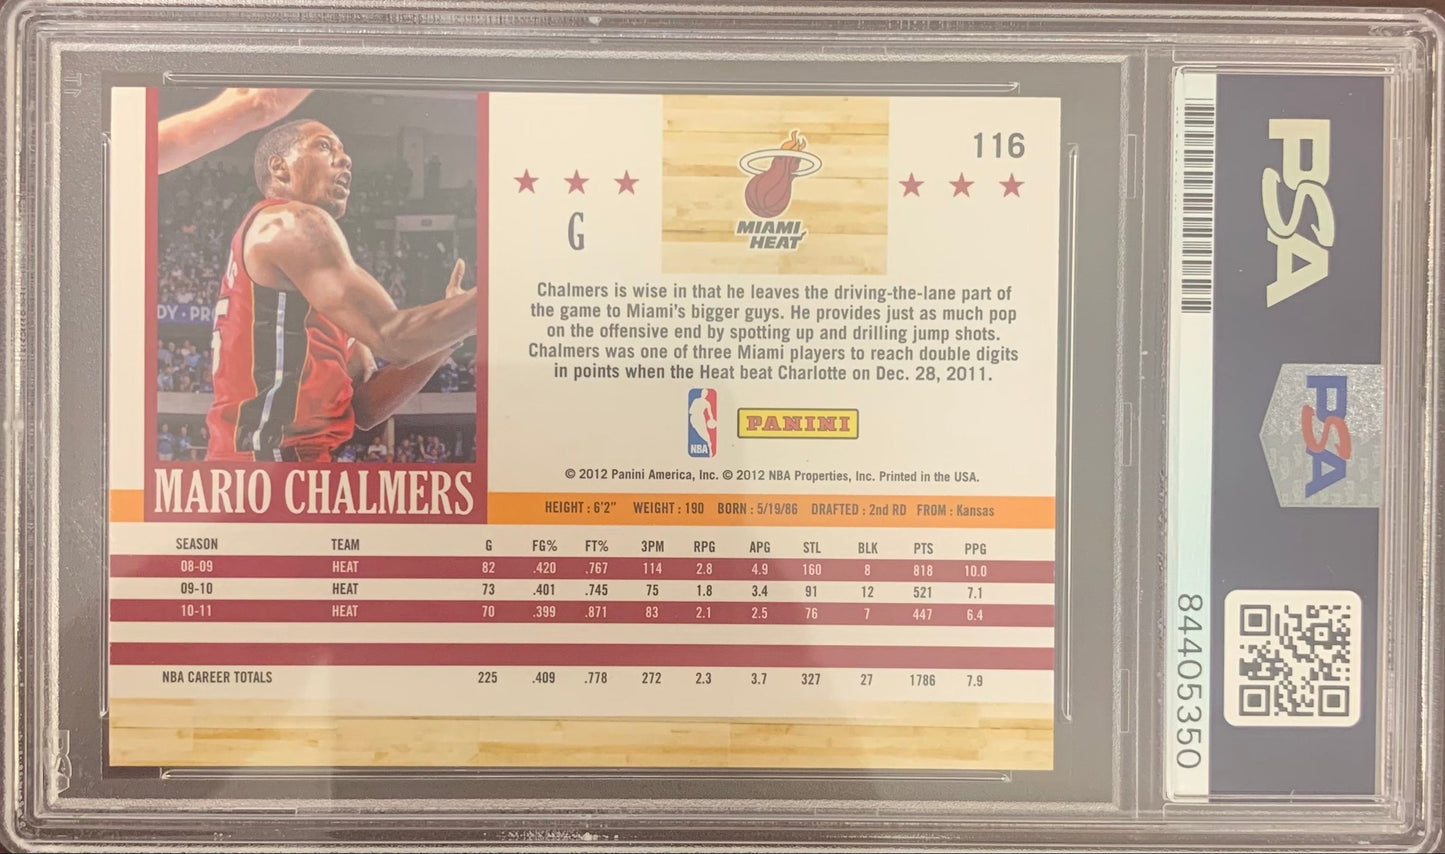 116
G
MIAMI
HEAT
Chalmers is wise in that he leaves the driving-the-lane part of
the game to Miami's bigger guys. He provides just as much pop
on the offensive end by spotting up and drilling jump shots.
Chalmers was one of three Miami players to reach double digits
in points when the Heat beat Charlotte on Dec. 28, 2011.
NBA
PANINI
© 2012 Panini America, Inc. © 2012 NBA Properties, Inc. Printed in the USA.
MARIO CHALMERS
HEIGHT : 6'2" WEIGHT : 190 BORN : 5/19/86 DRAFTED : 2nd RD FROM : Kansas
SEASON TEAM G FG% FT% 3PM RPG APG STL BLK PTS PPG
08-09 HEAT 82 .420 .767 114 2.8 4.9 160 8 818 10.0
09-10 HEAT 73 .401 .745 75 1.8 3.4 91 12 521 7.1
10-11 HEAT 70 .399 .871 83 2.1 2.5 76 7 447 6.4
NBA CAREER TOTALS 225 .409 .778 272 2.3 3.7 327 27 1786 7.9
PSA
PSA
84405350
PSA